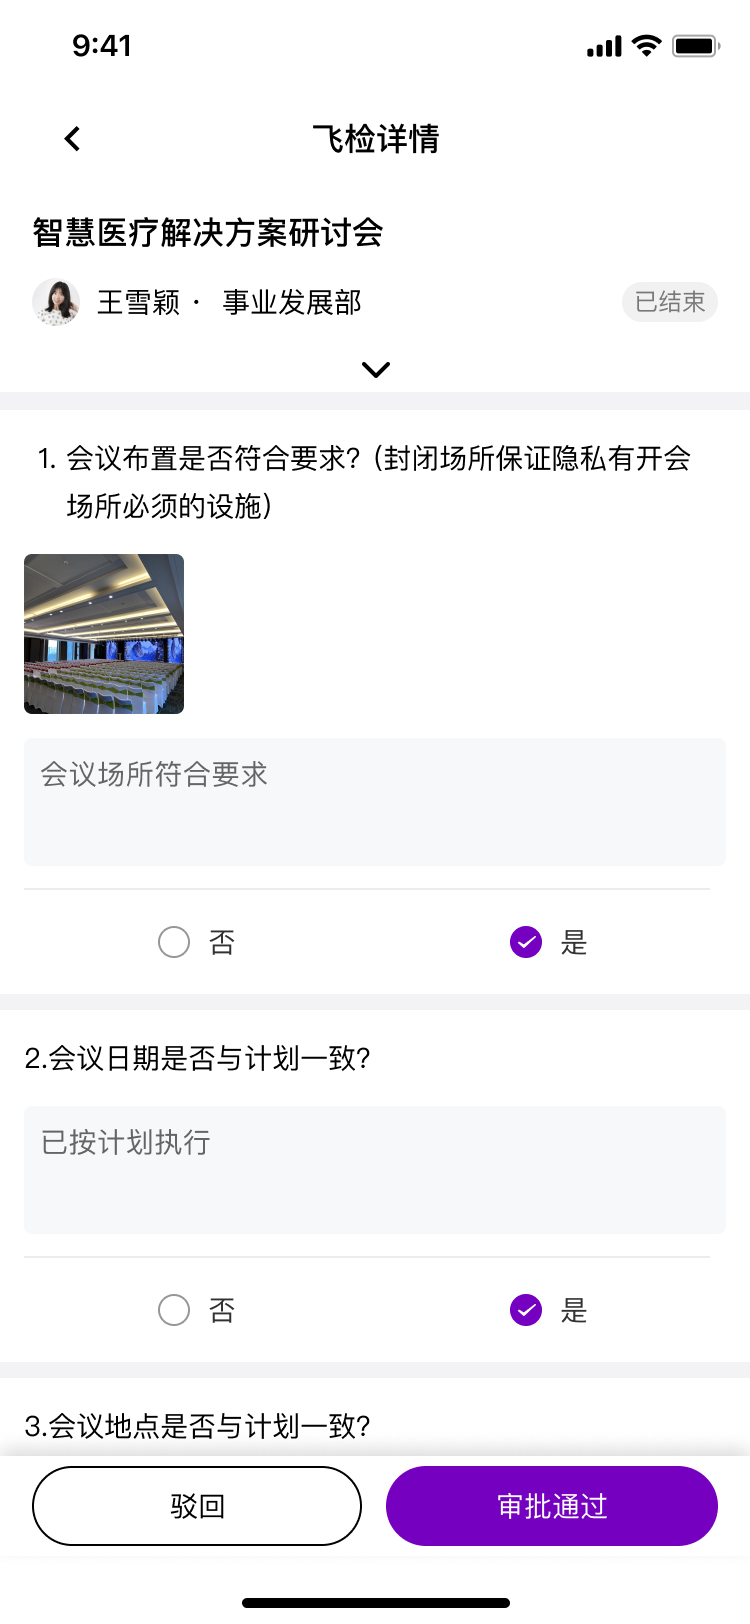 9:41
飞检详情
智慧医疗解决方案研讨会
王雪颖 · 事业发展部
已结束
1. 会议布置是否符合要求?（封闭场所保证隐私有开会
场所必须的设施）
会议场所符合要求
否
是
2.会议日期是否与计划一致?
已按计划执行
否
是
3.会议地点是否与计划一致?
驳回
审批通过